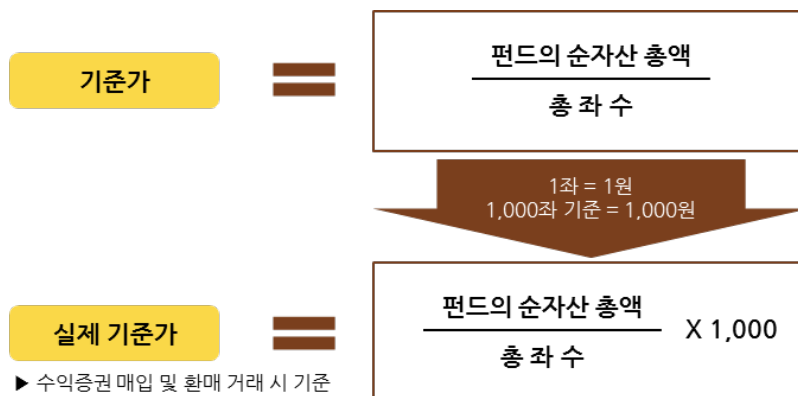 기준가
펀드의 순자산 총액
총 좌 수
1좌 = 1원
1,000좌 기준 = 1,000원
실제 기준가
펀드의 순자산 총액
총 좌 수
X 1,000
▶ 수익증권 매입 및 환매 거래 시 기준